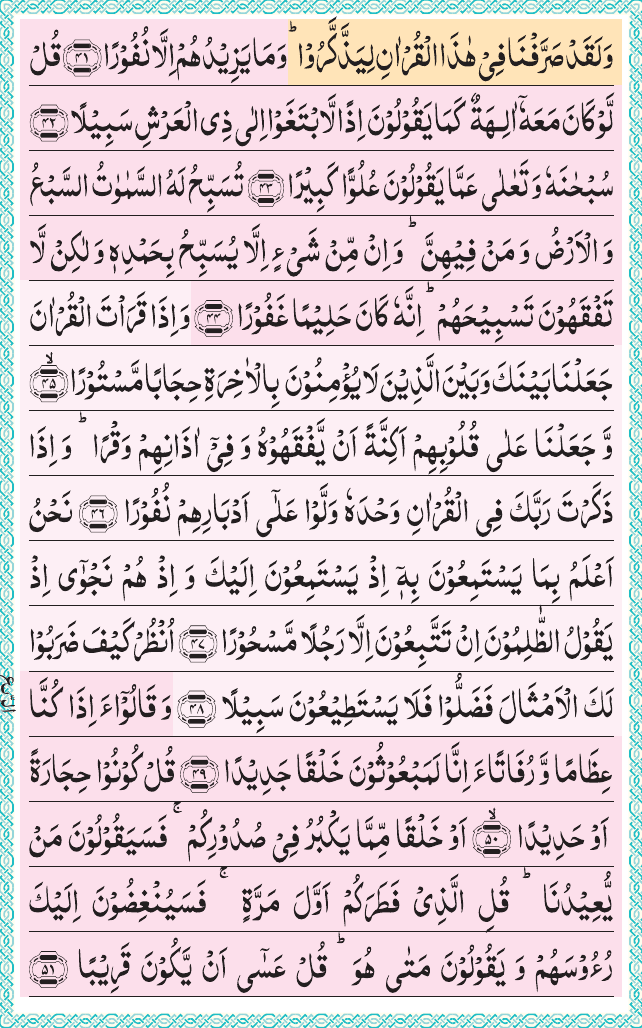 وَلَقَدۡ صَرَّفۡنَا فِىۡ هٰذَا الۡقُرۡاٰنِ لِيَذَّكَّرُوۡا ؕ وَمَا يَزِيۡدُهُمۡ اِلَّا نُفُوۡرًا ﴿۴۱﴾ قُلْ
لَّوۡ كَانَ مَعَهٗۤ اٰلِـهَةٌ كَمَا يَقُوۡلُوۡنَ اِذًا لَّابۡتَغَوۡا اِلٰى ذِى الۡعَرۡشِ سَبِيۡلًا ﴿۴۲﴾
سُبۡحٰنَهٗ وَتَعٰلٰى عَمَّا يَقُوۡلُوۡنَ عُلُوًّا كَبِيۡرًا ﴿۴۳﴾ تُسَبِّحُ لَهُ السَّمٰوٰتُ السَّبۡعُ
وَالۡاَرۡضُ وَمَنۡ فِيۡهِنَّ ؕ وَاِنۡ مِّنۡ شَىۡءٍ اِلَّا يُسَبِّحُ بِحَمۡدِهٖ وَلٰـكِنۡ لَّا
تَفۡقَهُوۡنَ تَسۡبِيۡحَهُمۡ ؕ اِنَّهٗ كَانَ حَلِيۡمًا غَفُوۡرًا ﴿۴۴﴾ وَاِذَا قَرَاۡتَ الۡقُرۡاٰنَ
جَعَلۡنَا بَيۡنَكَ وَبَيۡنَ الَّذِيۡنَ لَا يُؤۡمِنُوۡنَ بِالۡاٰخِرَةِ حِجَابًا مَّسۡتُوۡرًا ۙ﴿۴۵﴾
وَّجَعَلۡنَا عَلٰى قُلُوۡبِهِمۡ اَكِنَّةً اَنۡ يَّفۡقَهُوۡهُ وَفِىۡۤ اٰذَانِهِمۡ وَقۡرًا ؕ وَاِذَا
ذَكَرۡتَ رَبَّكَ فِى الۡقُرۡاٰنِ وَحۡدَهٗ وَلَّوۡا عَلٰٓى اَدۡبَارِهِمۡ نُفُوۡرًا ﴿۴۶﴾ نَحۡنُ
اَعۡلَمُ بِمَا يَسۡتَمِعُوۡنَ بِهٖۤ اِذۡ يَسۡتَمِعُوۡنَ اِلَيۡكَ وَاِذۡ هُمۡ نَجۡوٰٓى اِذۡ
يَقُوۡلُ الظّٰلِمُوۡنَ اِنۡ تَتَّبِعُوۡنَ اِلَّا رَجُلًا مَّسۡحُوۡرًا ﴿۴۷﴾ اُنْظُرۡ كَيۡفَ ضَرَبُوۡا
لَكَ الۡاَمۡثَالَ فَضَلُّوۡا فَلَا يَسۡتَطِيۡعُوۡنَ سَبِيۡلًا ﴿۴۸﴾ وَقَالُوۡۤا ءَاِذَا كُنَّا
عِظَامًا وَّرُفَاتًا ءَاِنَّا لَمَبۡعُوۡثُوۡنَ خَلۡقًا جَدِيۡدًا ﴿۴۹﴾ قُلۡ كُوۡنُوۡا حِجَارَةً
اَوۡ حَدِيۡدًا ۙ﴿۵۰﴾ اَوۡ خَلۡقًا مِّمَّا يَكۡبُرُ فِىۡ صُدُوۡرِكُمۡ ۚ فَسَيَقُوۡلُوۡنَ مَنۡ
يُّعِيۡدُنَا ؕ قُلِ الَّذِىۡ فَطَرَكُمۡ اَوَّلَ مَرَّةٍ ۚ فَسَيُنۡغِضُوۡنَ اِلَيۡكَ
رُءُوۡسَهُمۡ وَيَقُوۡلُوۡنَ مَتٰى هُوَ ؕ قُلۡ عَسٰٓى اَنۡ يَّكُوۡنَ قَرِيۡبًا ﴿۵۱﴾